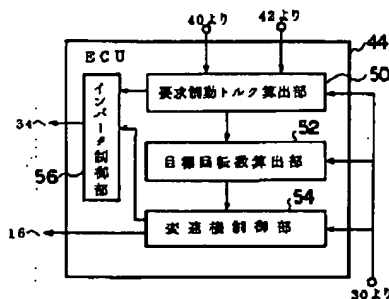 40より
42より
44
ECU
50
要求制動トルク算出部
インバータ制御部
52
34へ
目標回転数算出部
56
54
変速機制御部
16へ
30より